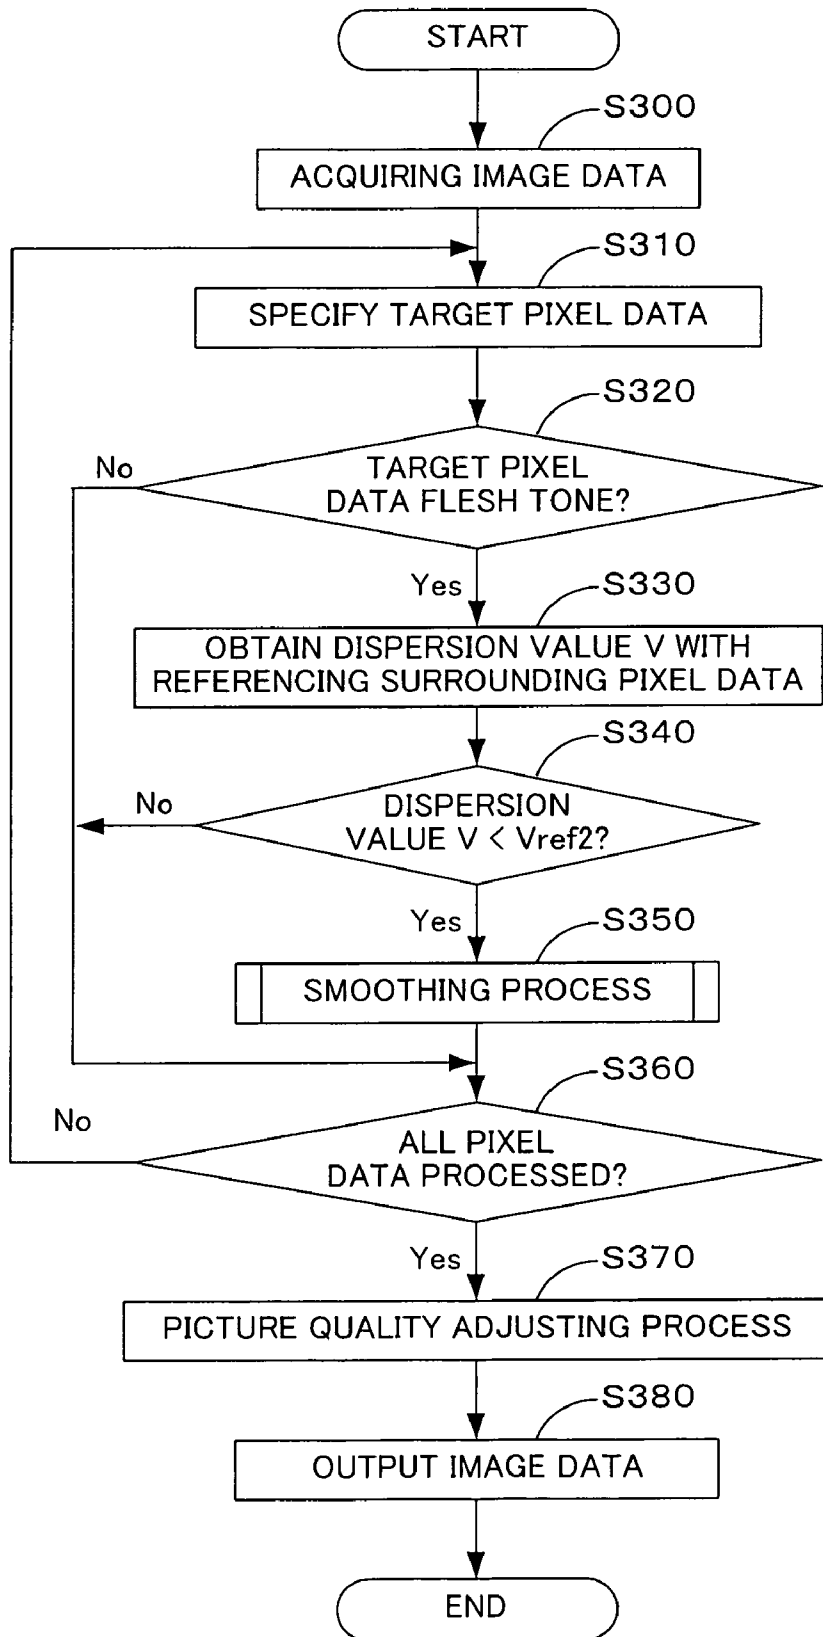 START
S300
ACQUIRING IMAGE DATA
S310
SPECIFY TARGET PIXEL DATA
S320
No
TARGET PIXEL
DATA FLESH TONE?
Yes
S330
OBTAIN DISPERSION VALUE V WITH
REFERENCING SURROUNDING PIXEL DATA
S340
No
DISPERSION
VALUE V < Vref2?
Yes
S350
SMOOTHING PROCESS
S360
No
ALL PIXEL
DATA PROCESSED?
Yes
S370
PICTURE QUALITY ADJUSTING PROCESS
S380
OUTPUT IMAGE DATA
END